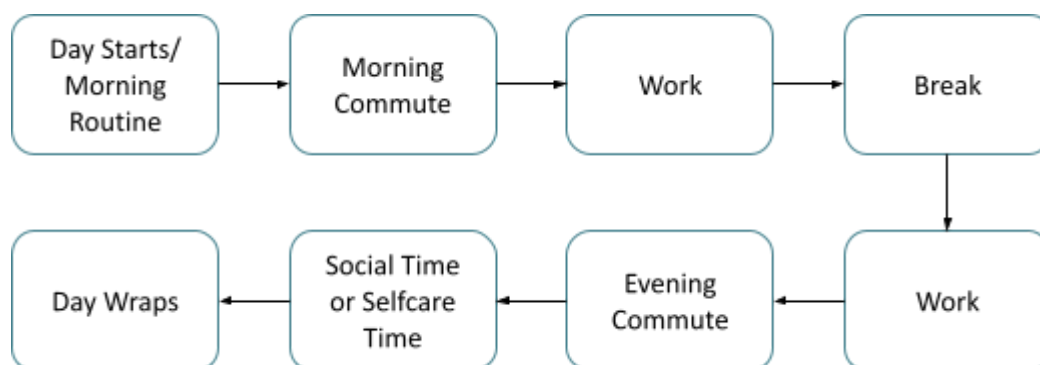 Day Starts/
Morning
Routine
Morning
Commute
Work
Break
Work
Evening
Commute
Social Time
or Selfcare
Time
Day Wraps